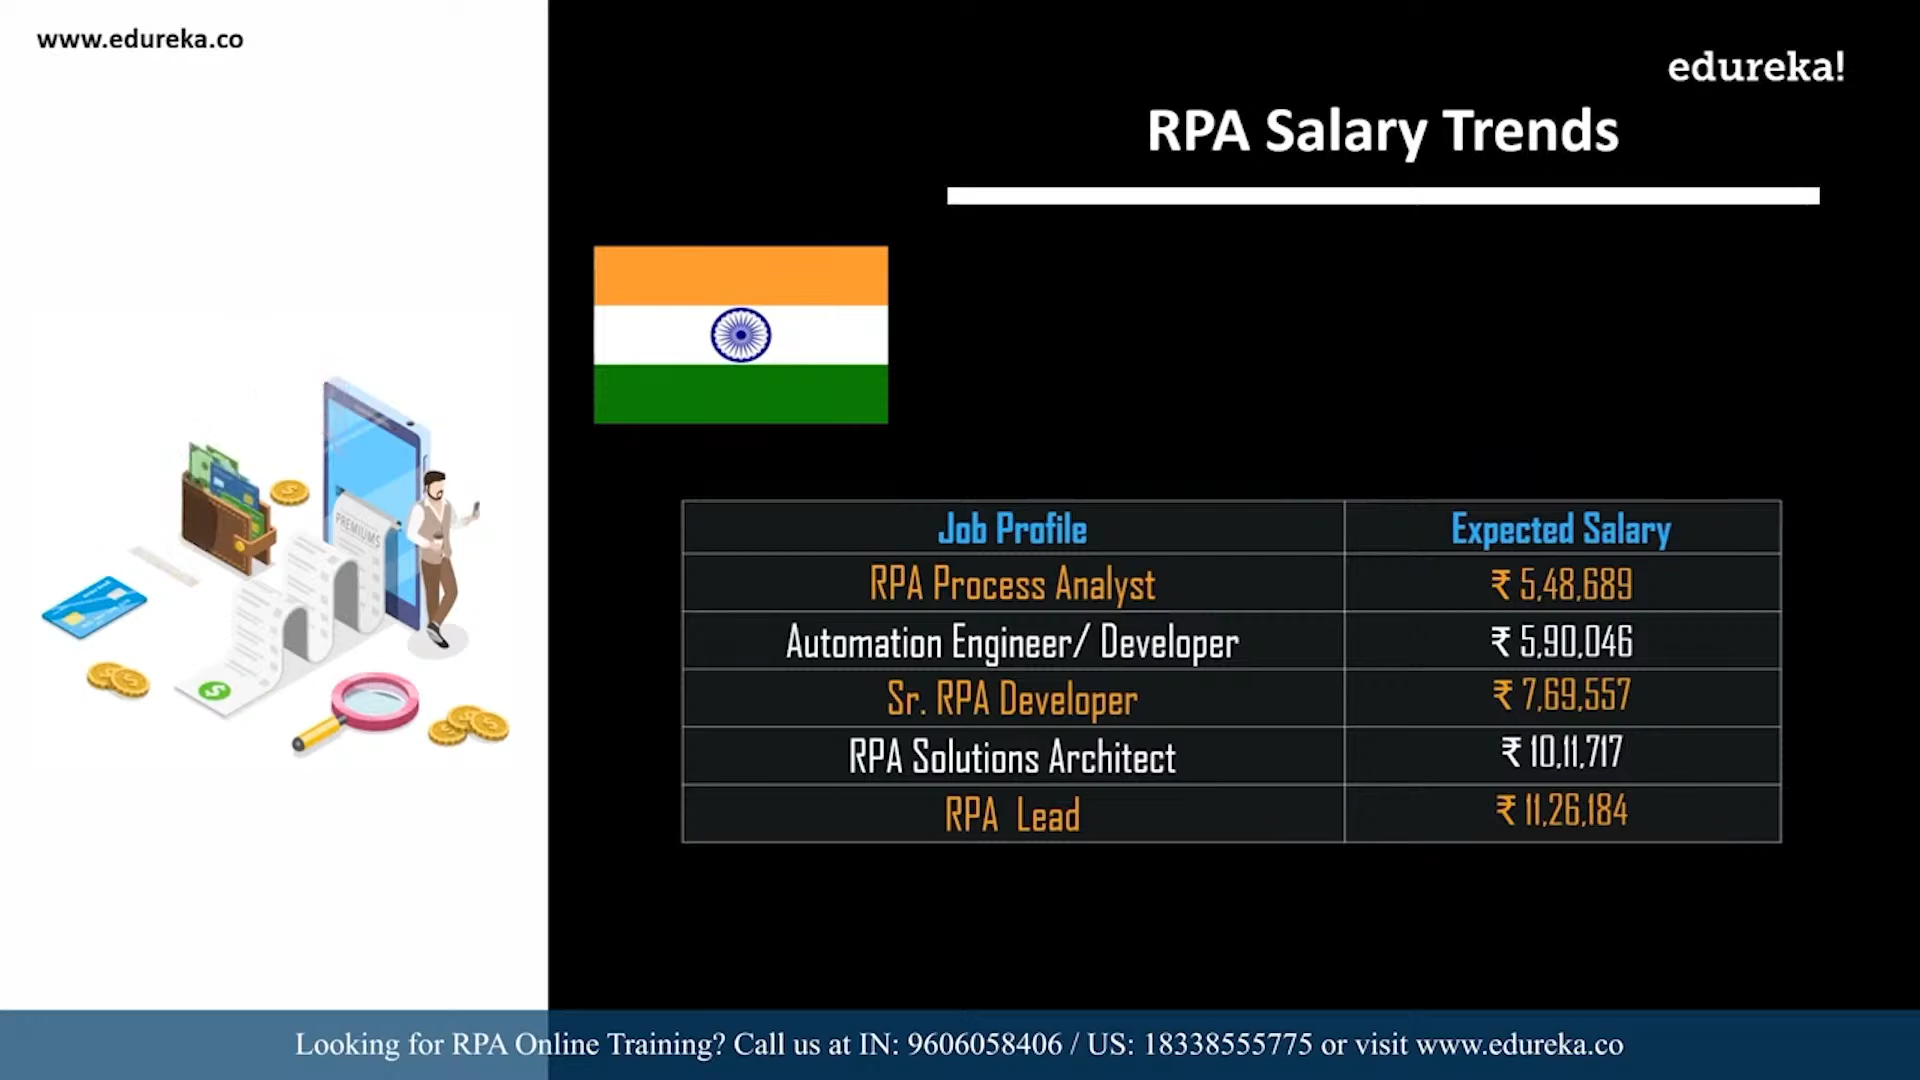 www.edureka.co
edureka!
RPA Salary Trends
PREMIUMS
Job Profile Expected Salary
RPA Process Analyst ₹ 5,48,689
Automation Engineer/ Developer ₹ 5,90,046
Sr. RPA Developer ₹ 7,69,557
RPA Solutions Architect ₹ 10,11,717
RPA Lead ₹ 11,26,184
Looking for RPA Online Training? Call us at IN: 9606058406 / US: 18338555775 or visit www.edureka.co